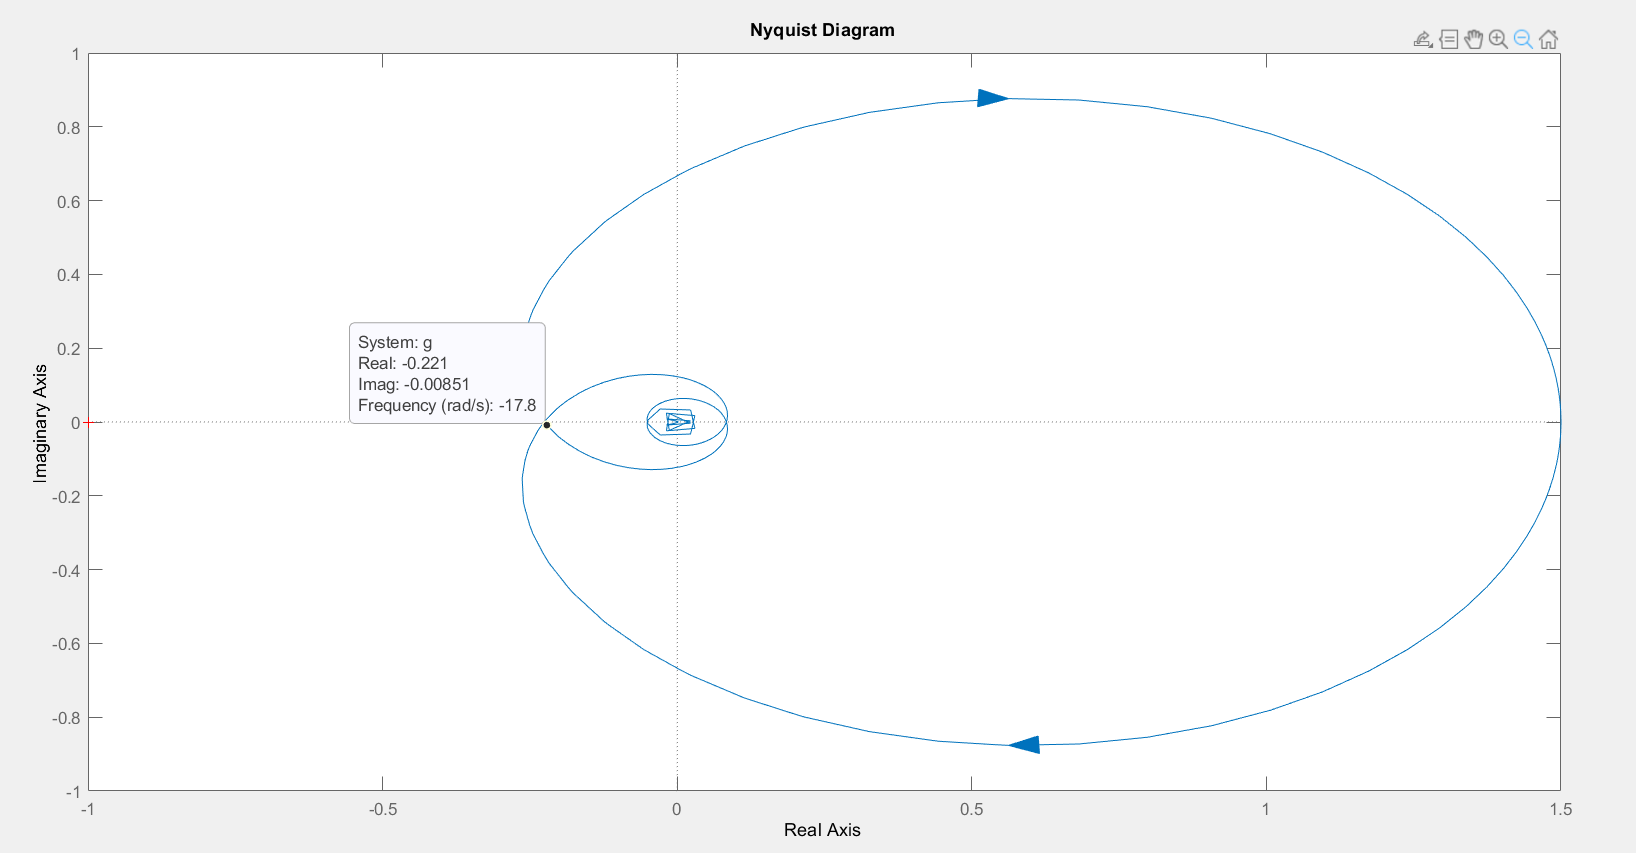 Nyquist Diagram
1
0.8
0.6
0.4
0.2
0
-0.2
-0.4
-0.6
-0.8
-1
Imaginary Axis
System: g
Real: -0.221
Imag: -0.00851
Frequency (rad/s): -17.8
-1
-0.5
0
0.5
1
1.5
Real Axis